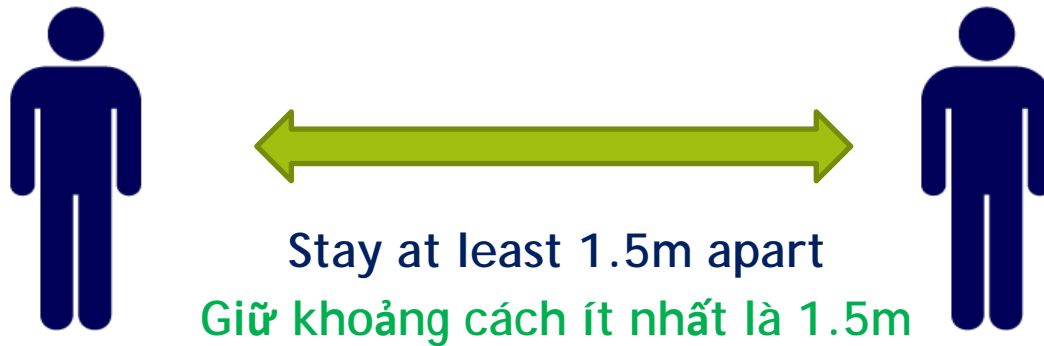 Stay at least 1.5m apart
Giữ khoảng cách ít nhất là 1.5m